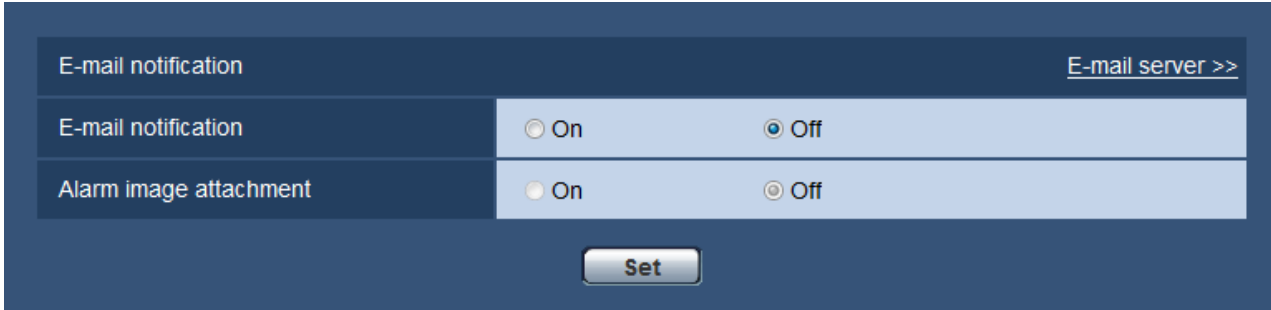 E-mail notification E-mail server >>
E-mail notification On Off
Alarm image attachment On Off
Set